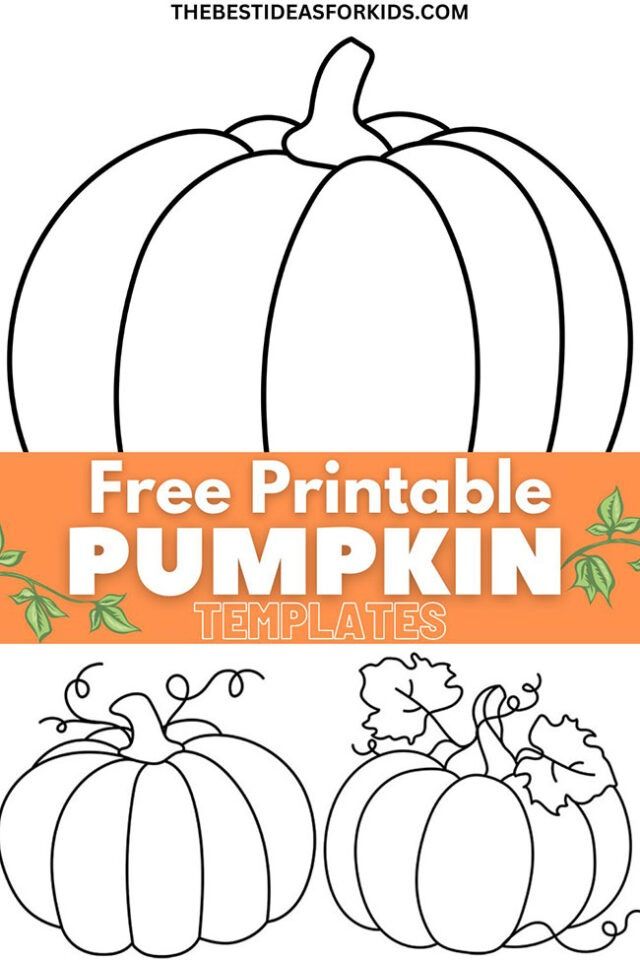 THEBESTIDEASFORKIDS.COM
Free Printable
PUMPKIN
TEMPLATES